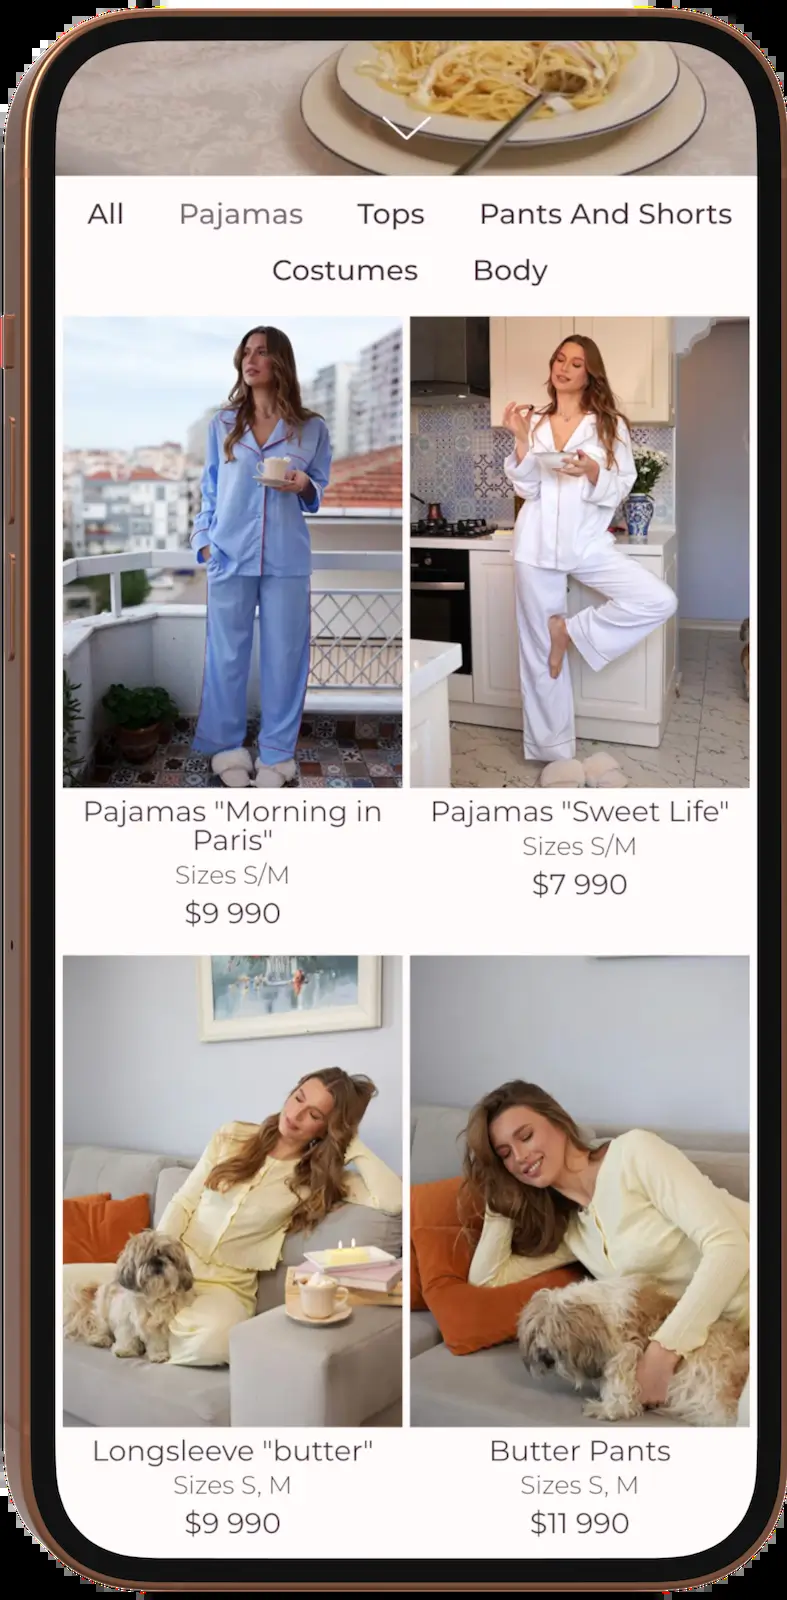 All Pajamas Tops Pants And Shorts
Costumes Body
Pajamas "Morning in
Paris"
Sizes S/M
$9 990
Pajamas "Sweet Life"
Sizes S/M
$7 990
Longsleeve "butter"
Sizes S, M
$9 990
Butter Pants
Sizes S, M
$11 990